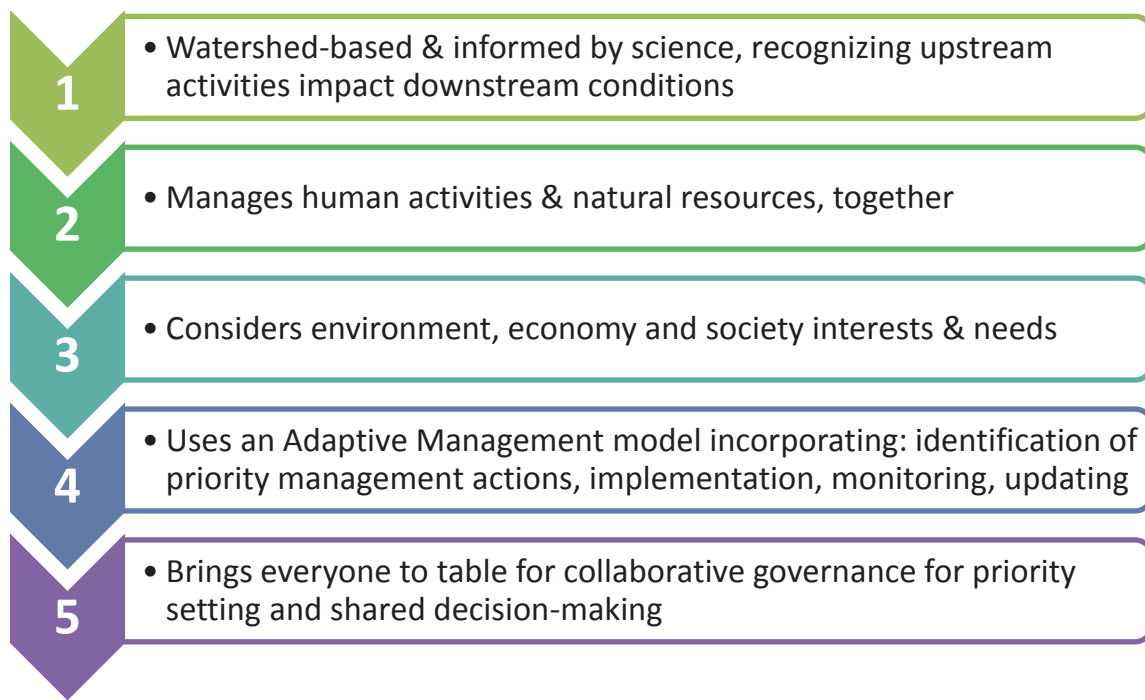 1
• Watershed-based & informed by science, recognizing upstream
activities impact downstream conditions
2
• Manages human activities & natural resources, together
3
• Considers environment, economy and society interests & needs
4
• Uses an Adaptive Management model incorporating: identification of
priority management actions, implementation, monitoring, updating
5
• Brings everyone to table for collaborative governance for priority
setting and shared decision-making